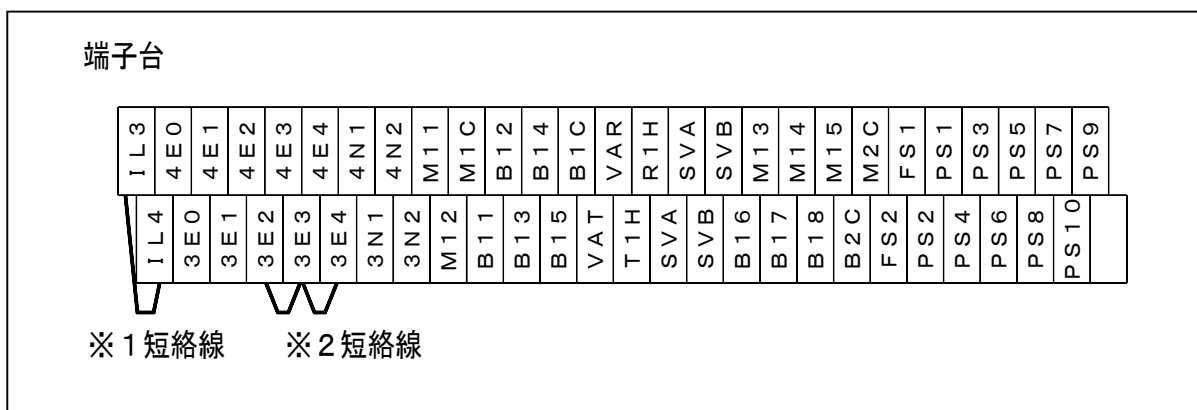 端子台
IL3 4E0 4E1 4E2 4E3 4E4 4N1 4N2 M11 M1C B12 B14 B1C VAR R1H SVA SVB M13 M14 M15 M2C FS1 PS1 PS3 PS5 PS7 PS9
IL4 3E0 3E1 3E2 3E3 3E4 3N1 3N2 M12 B11 B13 B15 VAT T1H SVA SVB B16 B17 B18 B2C FS2 PS2 PS4 PS6 PS8 PS10
※1短絡線 ※2短絡線